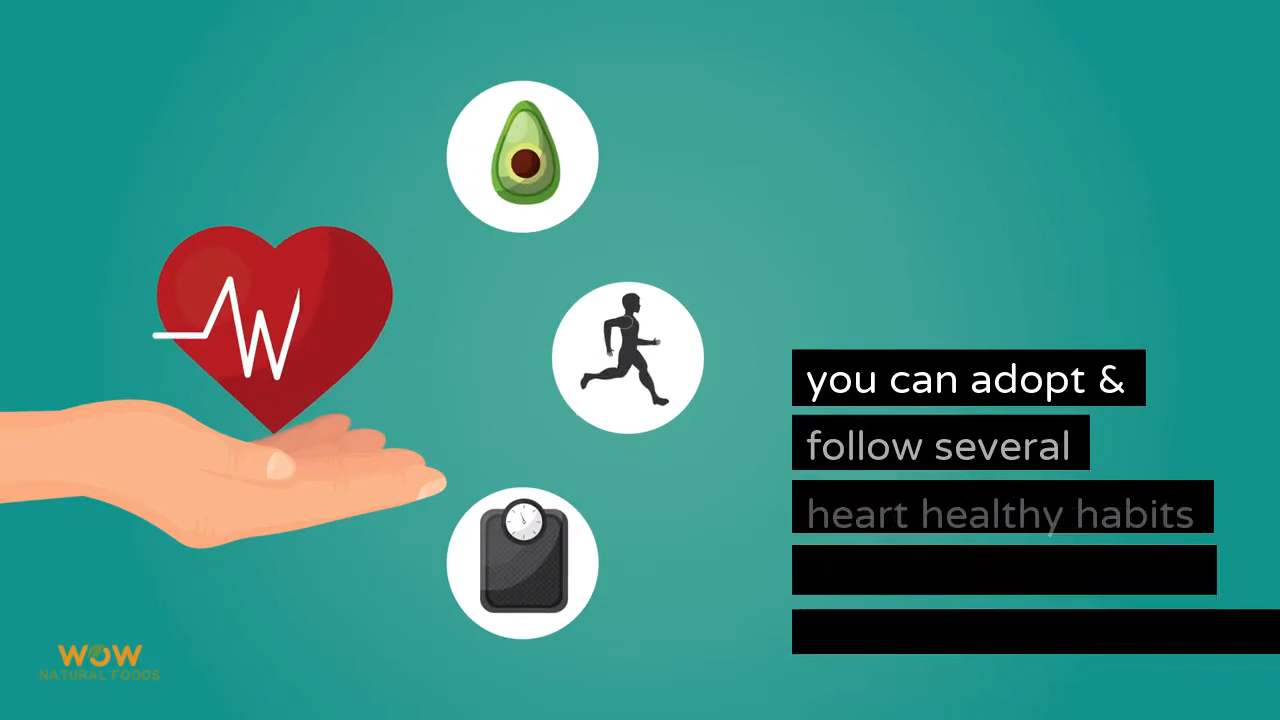 you can adopt &
follow several
heart healthy habits
WOW
NATURAL FOODS